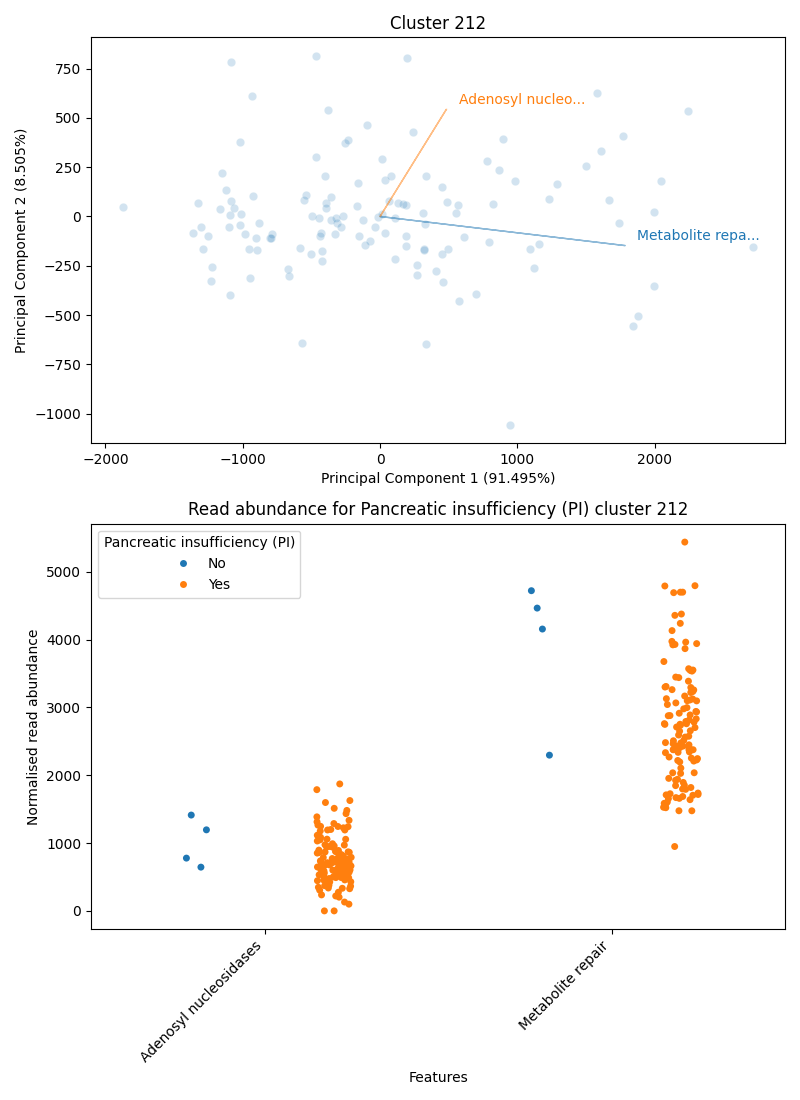 Cluster 212
750
500
250
0
−250
−500
−750
−1000
Principal Component 2 (8.505%)
Adenosyl nucleo...
Metabolite repa...
−2000
−1000
0
1000
2000
Principal Component 1 (91.495%)
Read abundance for Pancreatic insufficiency (PI) cluster 212
Pancreatic insufficiency (PI)
No
Yes
5000
4000
3000
2000
1000
0
Normalised read abundance
Adenosyl nucleosidases
Metabolite repair
Features